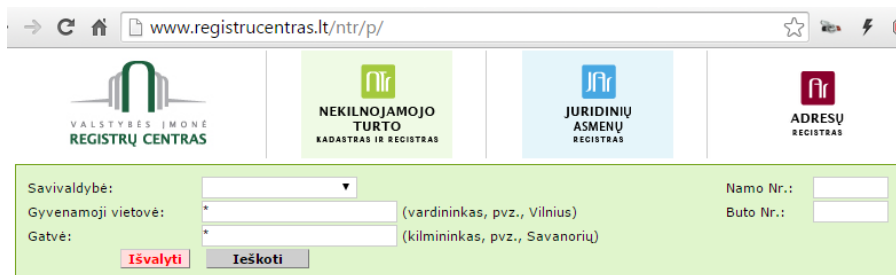 www.registrucentras.lt/ntr/p/
VALSTYBĖS ĮMONĖ
REGISTRŲ CENTRAS
NTr
NEKILNOJAMOJO
TURTO
KADASTRAS IR REGISTRAS
JAr
JURIDINIŲ
ASMENŲ
REGISTRAS
Ar
ADRESŲ
REGISTRAS
Savivaldybė:
Namo Nr.:
Gyvenamoji vietovė: * (vardininkas, pvz., Vilnius)
Buto Nr.:
Gatvė: * (kilmininkas, pvz., Savanorių)
Išvalyti Ieškoti